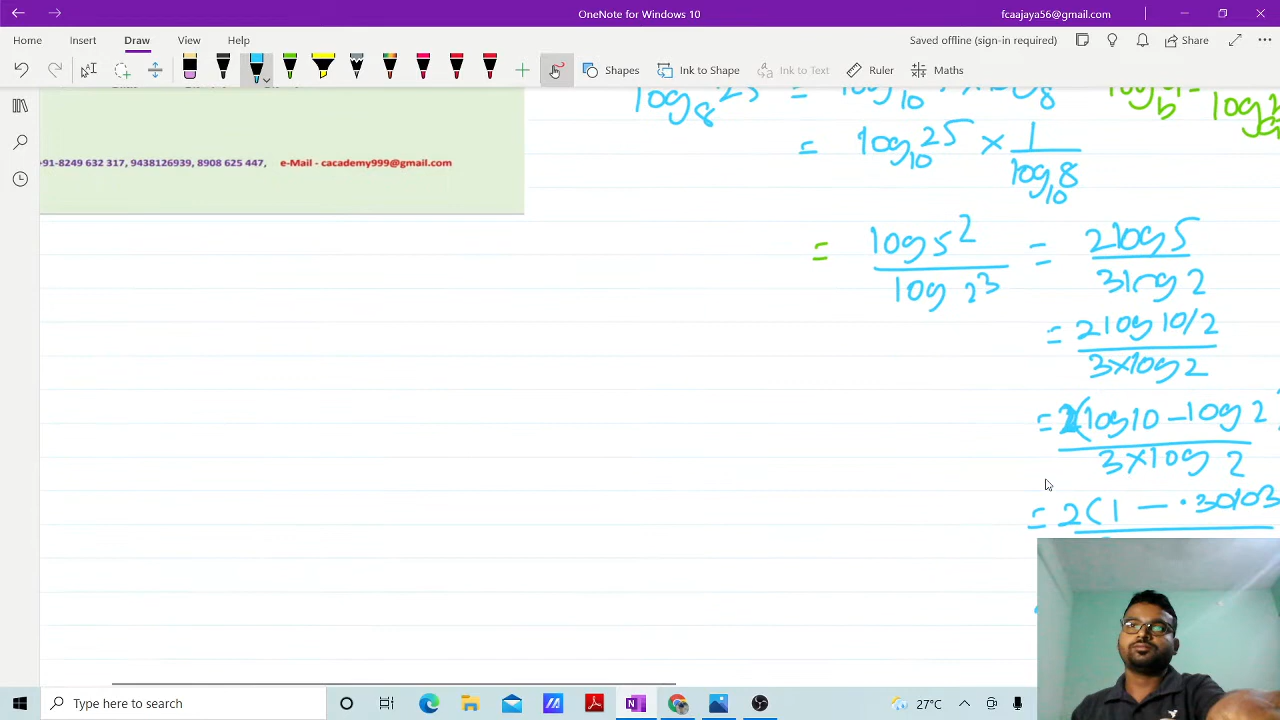 OneNote for Windows 10
fcaajaya56@gmail.com
Home Insert Draw View Help
Saved offline (sign-in required)
Share
Shapes Ink to Shape Ink to Text Ruler Math
+91-8249 632 317, 9438126939, 8908 625 447, e-Mail - cacademy999@gmail.com
= log₁₀25 × 1/log₁₀8
= log 5²/log 2³ = 2log 5/3log 2
= 2log 10/2 / 3×log 2
= 2(log10 - log 2 / 3×log 2
= 2(1 - .30103
Type here to search
27°C